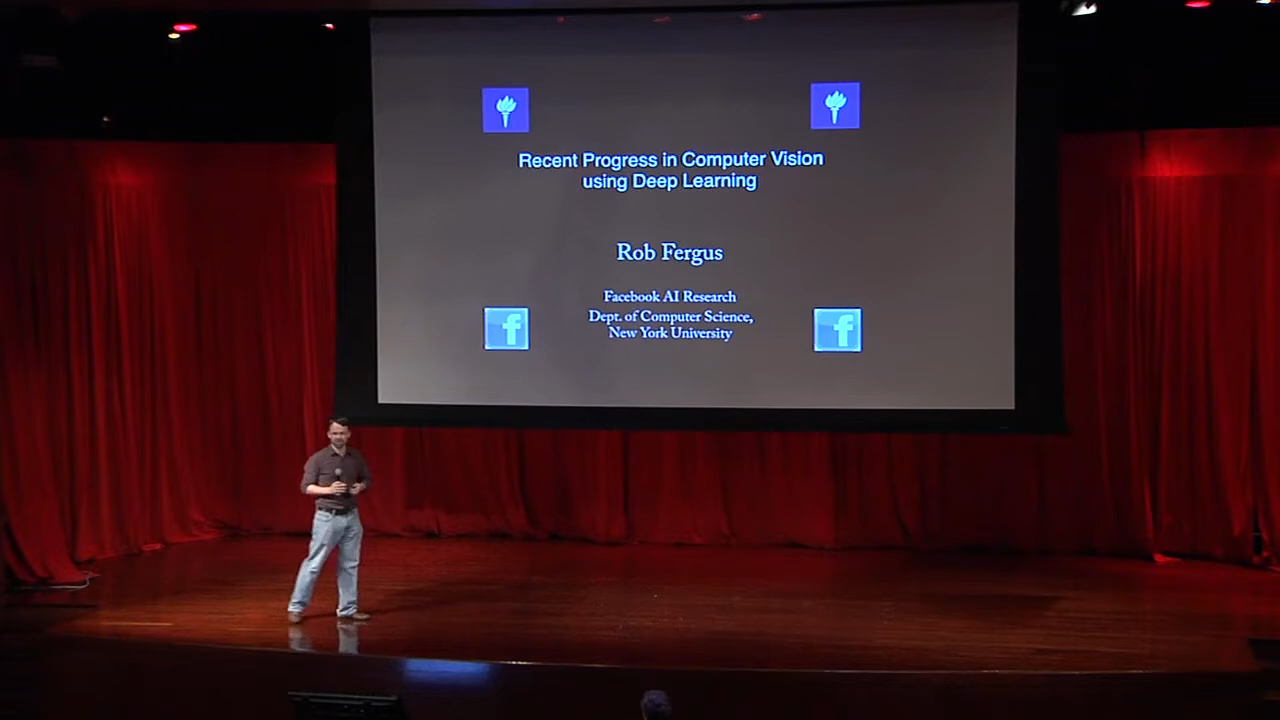 Recent Progress in Computer Vision
using Deep Learning
Rob Fergus
Facebook AI Research
Dept. of Computer Science,
New York University
f f